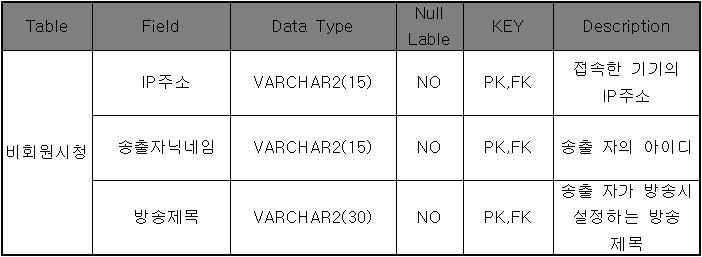 Table Field Data Type Null Lable KEY Description
비회원시청
IP주소 VARCHAR2(15) NO PK,FK 접속한 기기의
IP주소
송출자닉네임 VARCHAR2(15) NO PK,FK 송출 자의 아이디
방송제목 VARCHAR2(30) NO PK,FK 송출 자가 방송시
설정하는 방송
제목